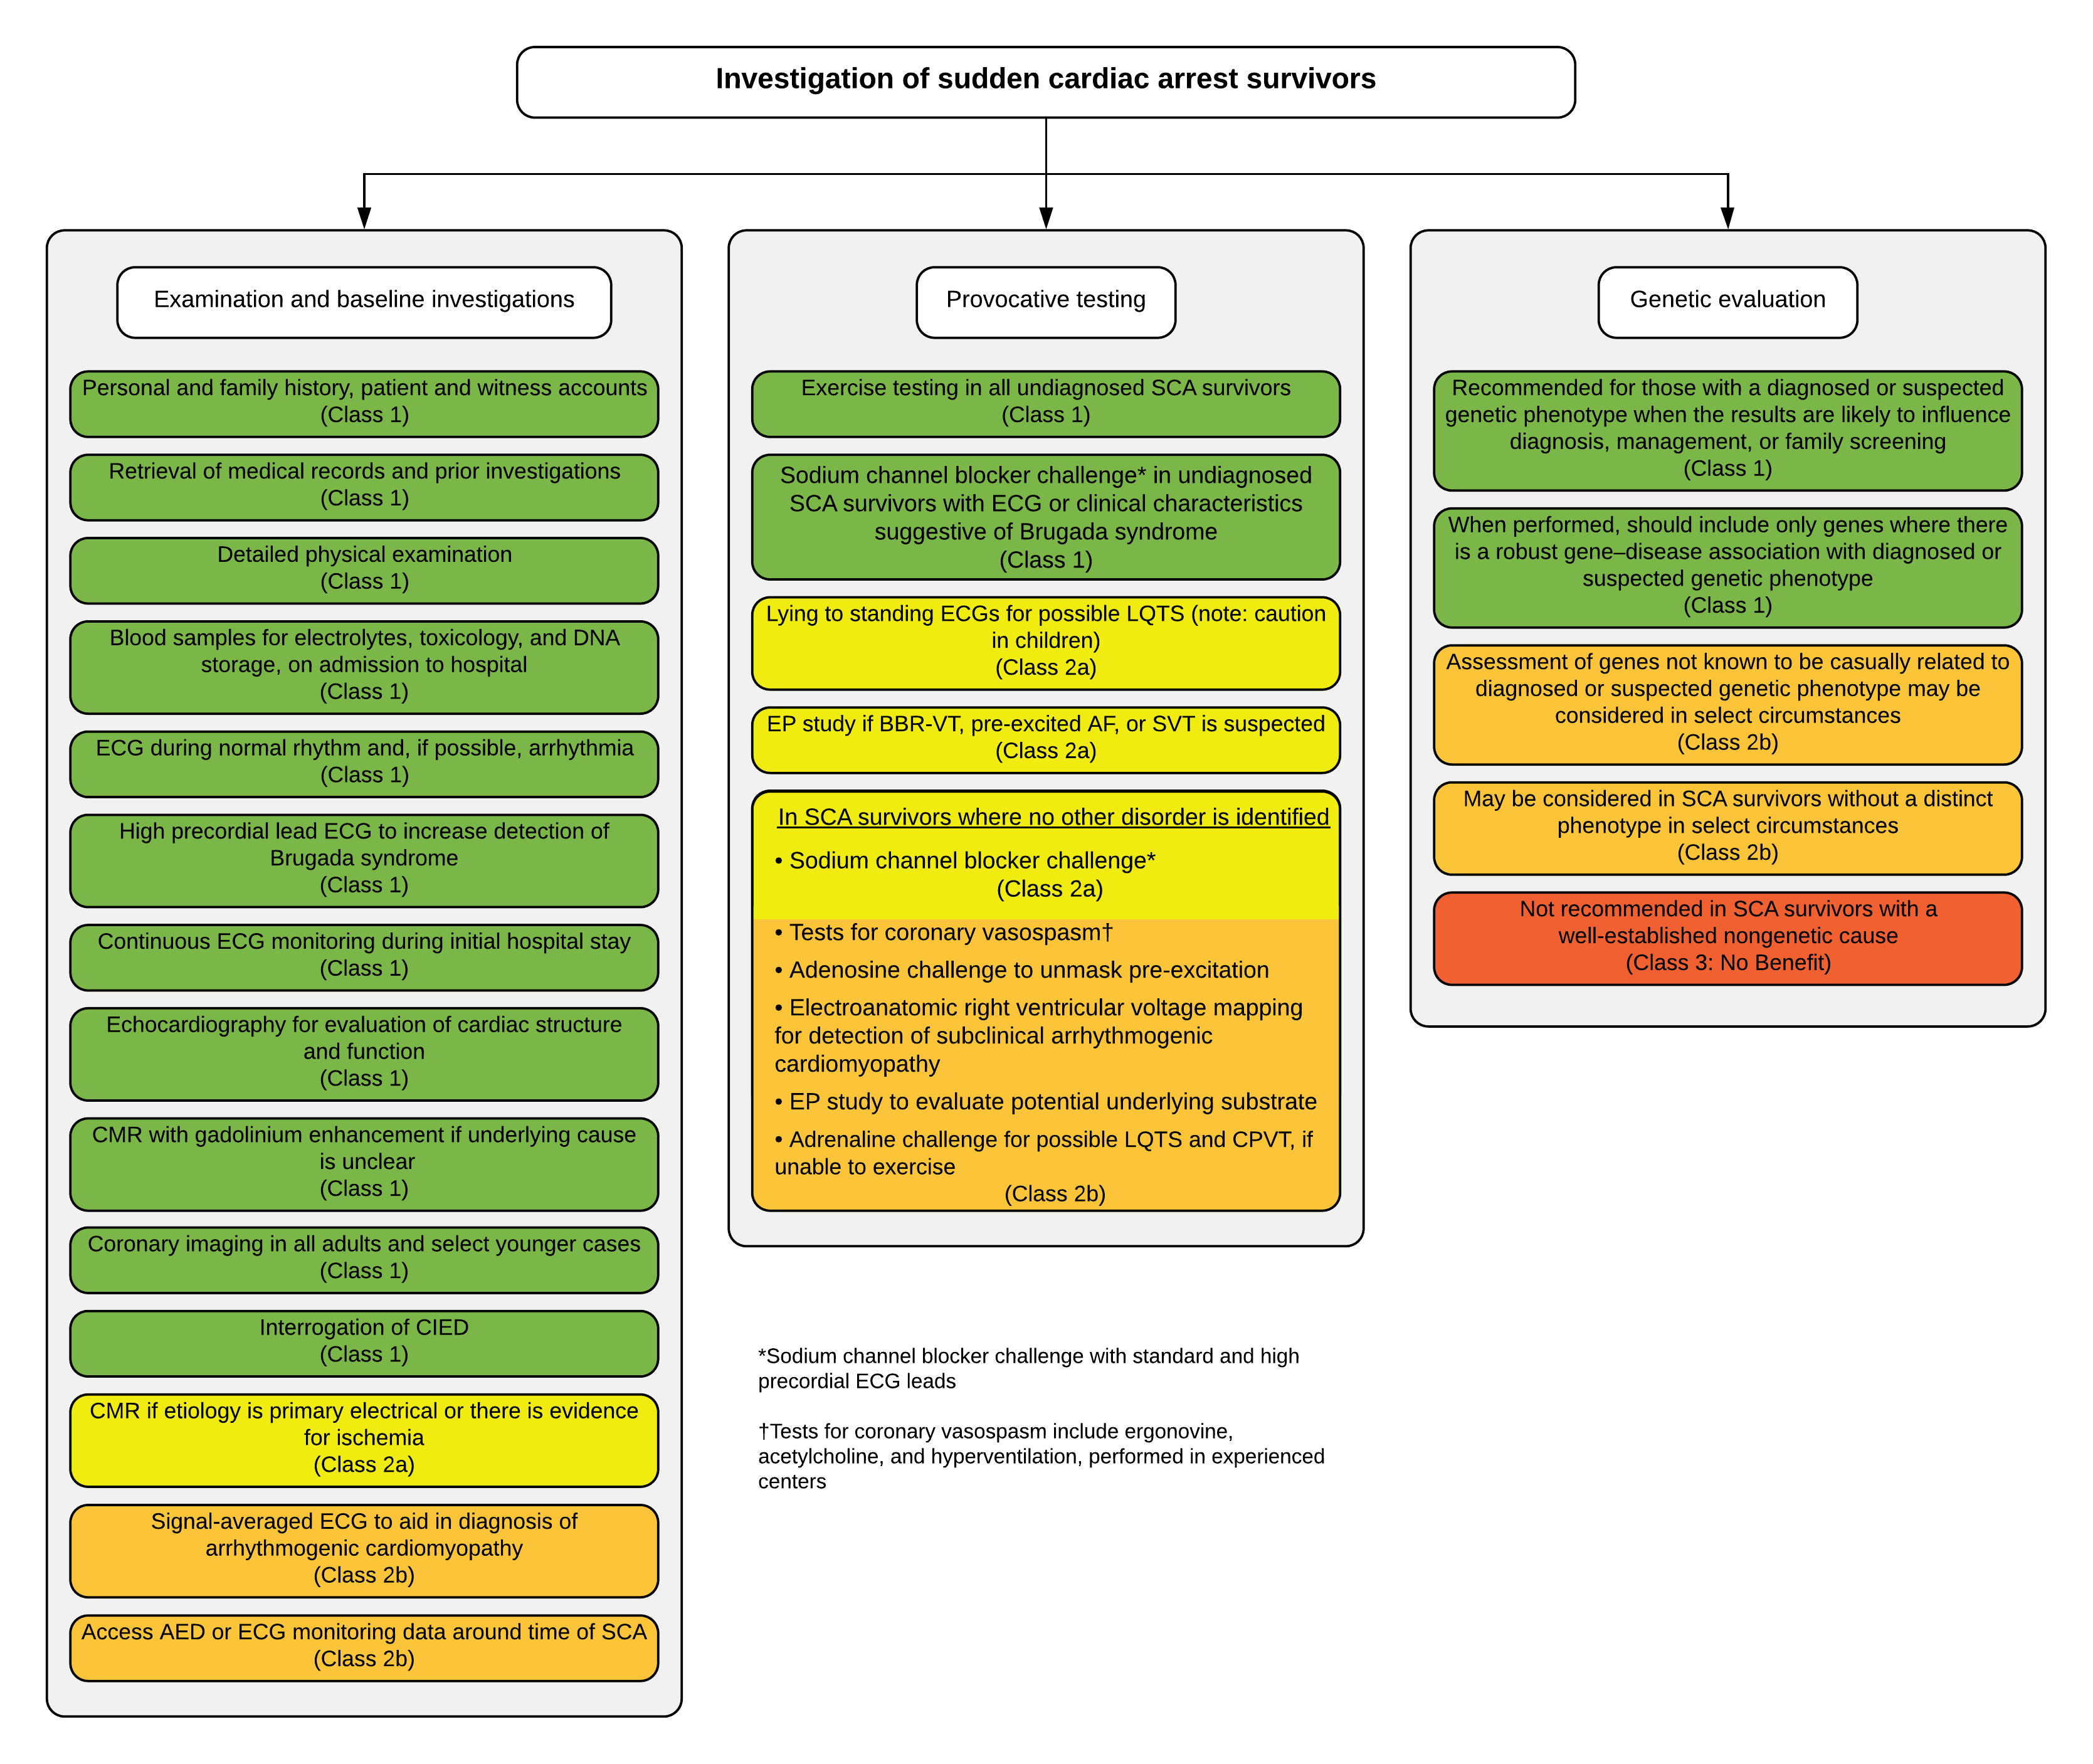 Investigation of sudden cardiac arrest survivors
Examination and baseline investigations
Personal and family history, patient and witness accounts
(Class 1)
Retrieval of medical records and prior investigations
(Class 1)
Detailed physical examination
(Class 1)
Blood samples for electrolytes, toxicology, and DNA
storage, on admission to hospital
(Class 1)
ECG during normal rhythm and, if possible, arrhythmia
(Class 1)
High precordial lead ECG to increase detection of
Brugada syndrome
(Class 1)
Continuous ECG monitoring during initial hospital stay
(Class 1)
Echocardiography for evaluation of cardiac structure
and function
(Class 1)
CMR with gadolinium enhancement if underlying cause
is unclear
(Class 1)
Coronary imaging in all adults and select younger cases
(Class 1)
Interrogation of CIED
(Class 1)
CMR if etiology is primary electrical or there is evidence
for ischemia
(Class 2a)
Signal-averaged ECG to aid in diagnosis of
arrhythmogenic cardiomyopathy
(Class 2b)
Access AED or ECG monitoring data around time of SCA
(Class 2b)
Provocative testing
Exercise testing in all undiagnosed SCA survivors
(Class 1)
Sodium channel blocker challenge* in undiagnosed
SCA survivors with ECG or clinical characteristics
suggestive of Brugada syndrome
(Class 1)
Lying to standing ECGs for possible LQTS (note: caution
in children)
(Class 2a)
EP study if BBR-VT, pre-excited AF, or SVT is suspected
(Class 2a)
In SCA survivors where no other disorder is identified
• Sodium channel blocker challenge*
(Class 2a)
• Tests for coronary vasospasm†
• Adenosine challenge to unmask pre-excitation
• Electroanatomic right ventricular voltage mapping
for detection of subclinical arrhythmogenic
cardiomyopathy
• EP study to evaluate potential underlying substrate
• Adrenaline challenge for possible LQTS and CPVT, if
unable to exercise
(Class 2b)
*Sodium channel blocker challenge with standard and high
precordial ECG leads
†Tests for coronary vasospasm include ergonovine,
acetylcholine, and hyperventilation, performed in experienced
centers
Genetic evaluation
Recommended for those with a diagnosed or suspected
genetic phenotype when the results are likely to influence
diagnosis, management, or family screening
(Class 1)
When performed, should include only genes where there
is a robust gene–disease association with diagnosed or
suspected genetic phenotype
(Class 1)
Assessment of genes not known to be casually related to
diagnosed or suspected genetic phenotype may be
considered in select circumstances
(Class 2b)
May be considered in SCA survivors without a distinct
phenotype in select circumstances
(Class 2b)
Not recommended in SCA survivors with a
well-established nongenetic cause
(Class 3: No Benefit)